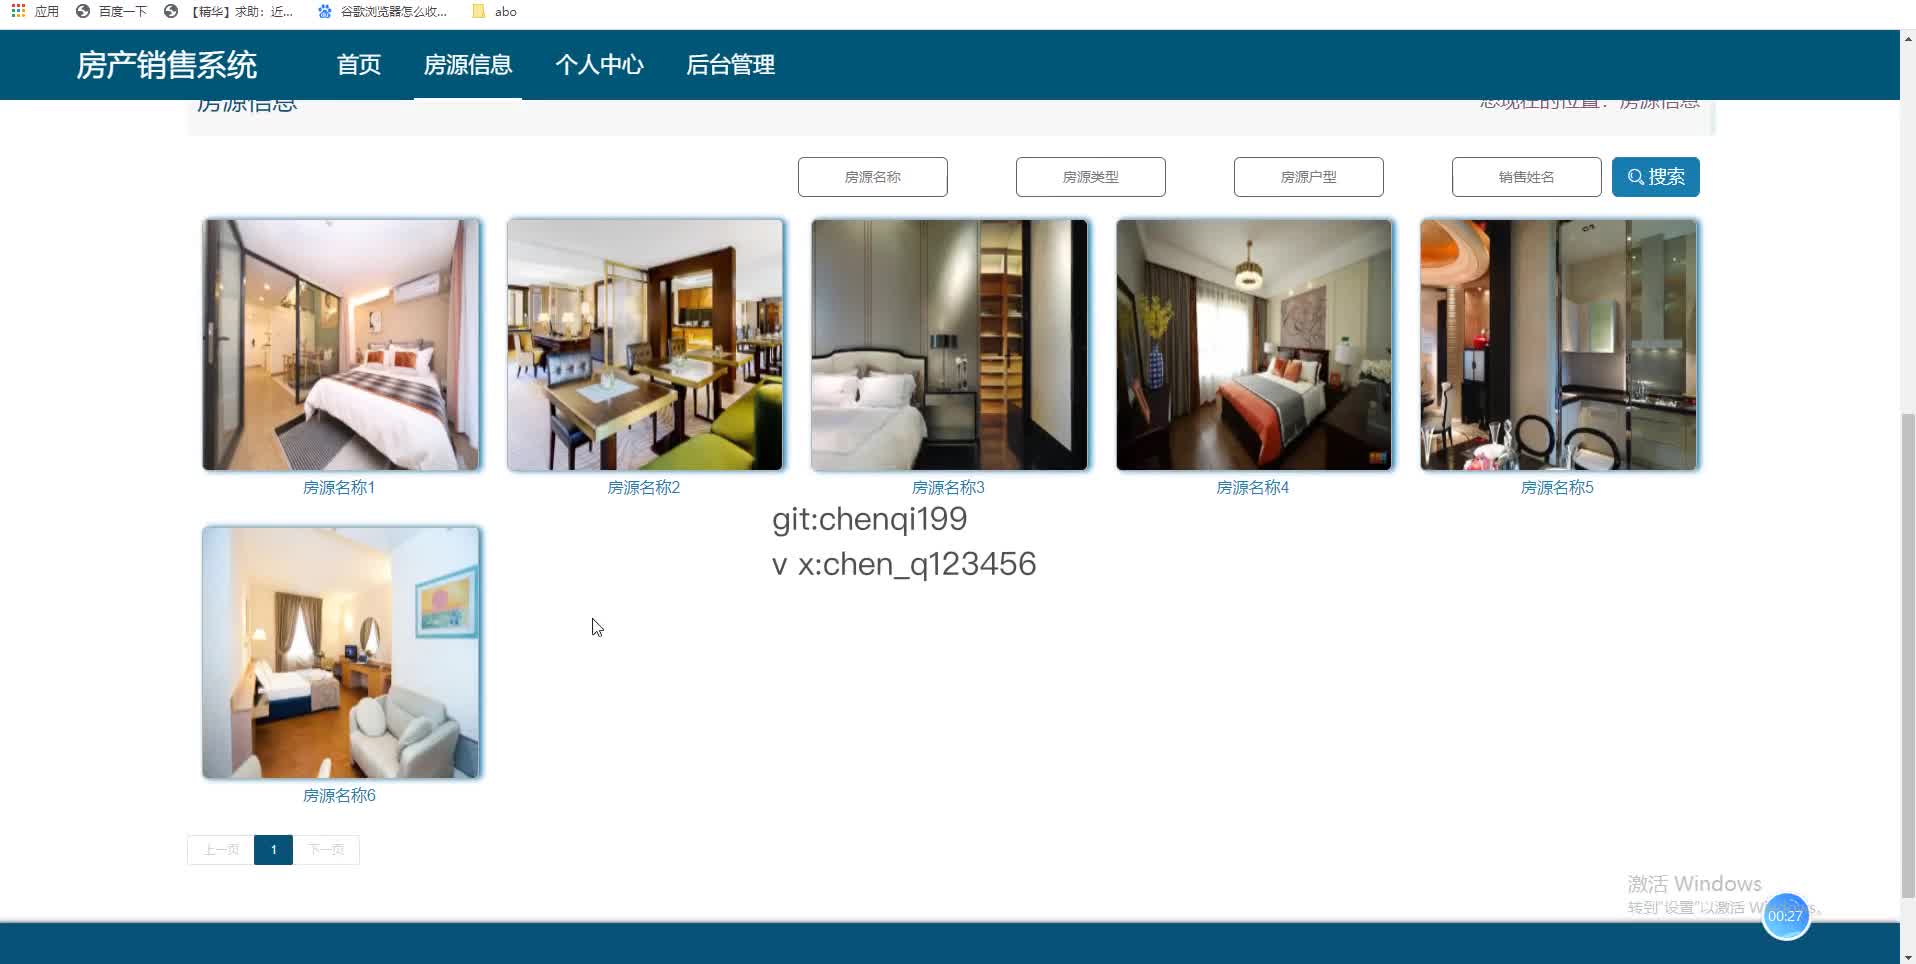 应用 百度一下 【精华】求助：近... 谷歌浏览器怎么收... abo
房产销售系统 首页 房源信息 个人中心 后台管理
房源信息 您现在的位置：房源信息
房源名称 房源类型 房源户型 销售姓名 搜索
房源名称1 房源名称2 房源名称3 房源名称4 房源名称5
git:chenqi199
v x:chen_q123456
房源名称6
上一页 1 下一页
激活 Windows
转到"设置"以激活 Windows。
00:27